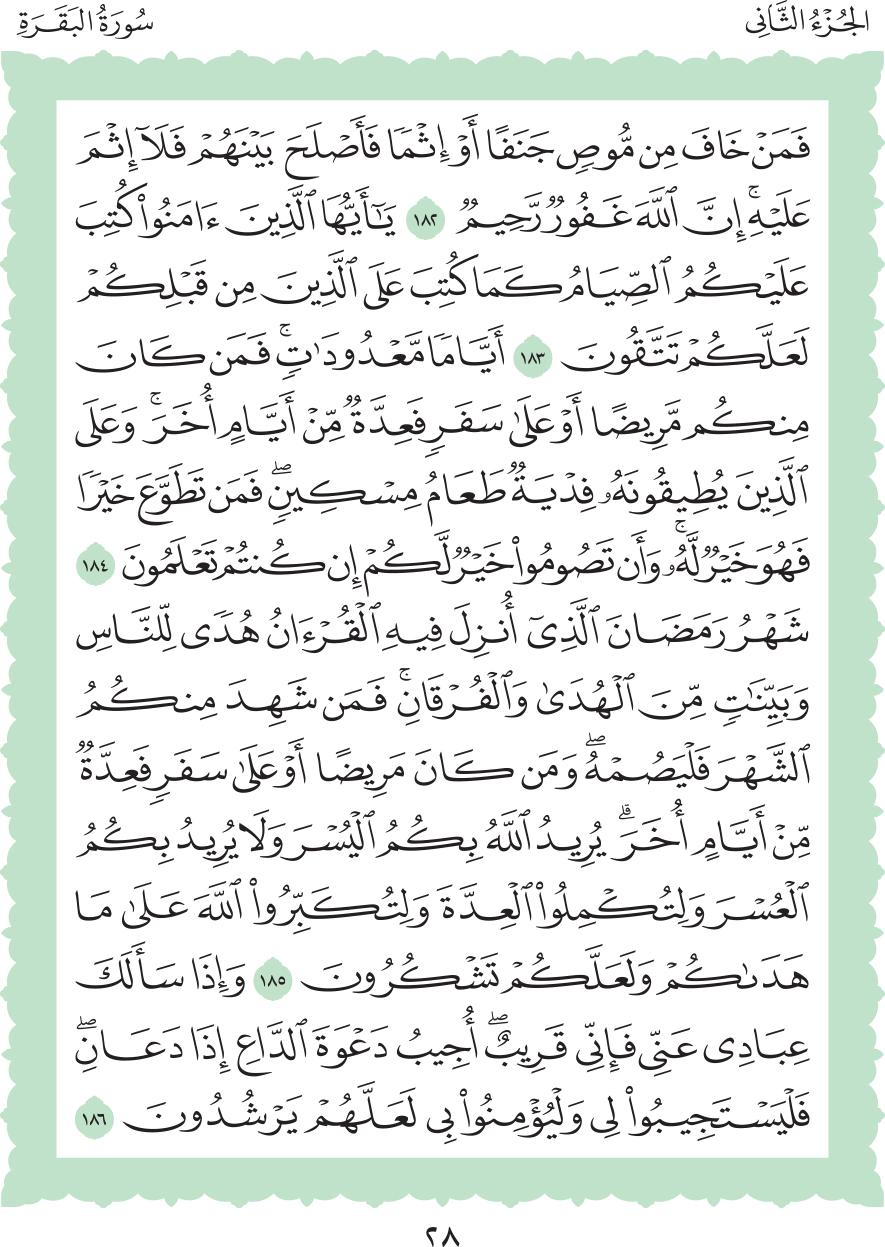 الجُزْءُ الثَّانِي
سُورَةُ البَقَرَةِ
فَمَنْ خَافَ مِن مُّوصٍ جَنَفًا أَوْ إِثْمًا فَأَصْلَحَ بَيْنَهُمْ فَلَآ إِثْمَ
عَلَيْهِۚ إِنَّ ٱللَّهَ غَفُورٌ رَّحِيمٌ ١٨٢ يَٰٓأَيُّهَا ٱلَّذِينَ ءَامَنُوا۟ كُتِبَ
عَلَيْكُمُ ٱلصِّيَامُ كَمَا كُتِبَ عَلَى ٱلَّذِينَ مِن قَبْلِكُمْ
لَعَلَّكُمْ تَتَّقُونَ ١٨٣ أَيَّامًا مَّعْدُودَٰتٍۚ فَمَن كَانَ
مِنكُم مَّرِيضًا أَوْ عَلَىٰ سَفَرٍ فَعِدَّةٌ مِّنْ أَيَّامٍ أُخَرَۚ وَعَلَى
ٱلَّذِينَ يُطِيقُونَهُۥ فِدْيَةٌ طَعَامُ مِسْكِينٍۖ فَمَن تَطَوَّعَ خَيْرًا
فَهُوَ خَيْرٌ لَّهُۥۚ وَأَن تَصُومُوا۟ خَيْرٌ لَّكُمْ إِن كُنتُمْ تَعْلَمُونَ ١٨٤
شَهْرُ رَمَضَانَ ٱلَّذِىٓ أُنزِلَ فِيهِ ٱلْقُرْءَانُ هُدًى لِّلنَّاسِ
وَبَيِّنَٰتٍ مِّنَ ٱلْهُدَىٰ وَٱلْفُرْقَانِۚ فَمَن شَهِدَ مِنكُمُ
ٱلشَّهْرَ فَلْيَصُمْهُۖ وَمَن كَانَ مَرِيضًا أَوْ عَلَىٰ سَفَرٍ فَعِدَّةٌ
مِّنْ أَيَّامٍ أُخَرَۗ يُرِيدُ ٱللَّهُ بِكُمُ ٱلْيُسْرَ وَلَا يُرِيدُ بِكُمُ
ٱلْعُسْرَ وَلِتُكْمِلُوا۟ ٱلْعِدَّةَ وَلِتُكَبِّرُوا۟ ٱللَّهَ عَلَىٰ مَا
هَدَىٰكُمْ وَلَعَلَّكُمْ تَشْكُرُونَ ١٨٥ وَإِذَا سَأَلَكَ
عِبَادِى عَنِّى فَإِنِّى قَرِيبٌۖ أُجِيبُ دَعْوَةَ ٱلدَّاعِ إِذَا دَعَانِۖ
فَلْيَسْتَجِيبُوا۟ لِى وَلْيُؤْمِنُوا۟ بِى لَعَلَّهُمْ يَرْشُدُونَ ١٨٦
٢٨